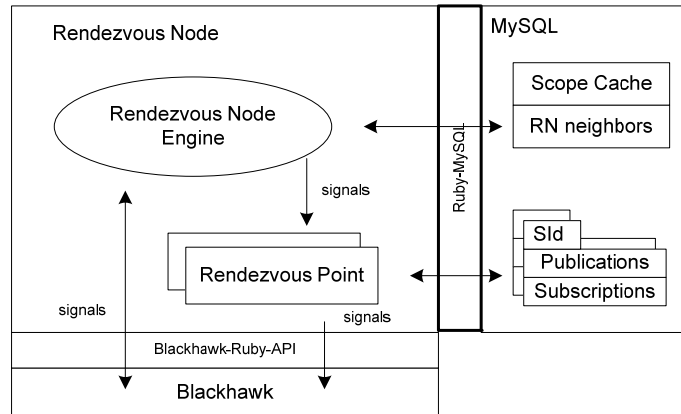 Rendezvous Node
MySQL
Rendezvous Node
Engine
Scope Cache
RN neighbors
Ruby-MySQL
signals
SId
Publications
Subscriptions
Rendezvous Point
signals
signals
Blackhawk-Ruby-API
Blackhawk